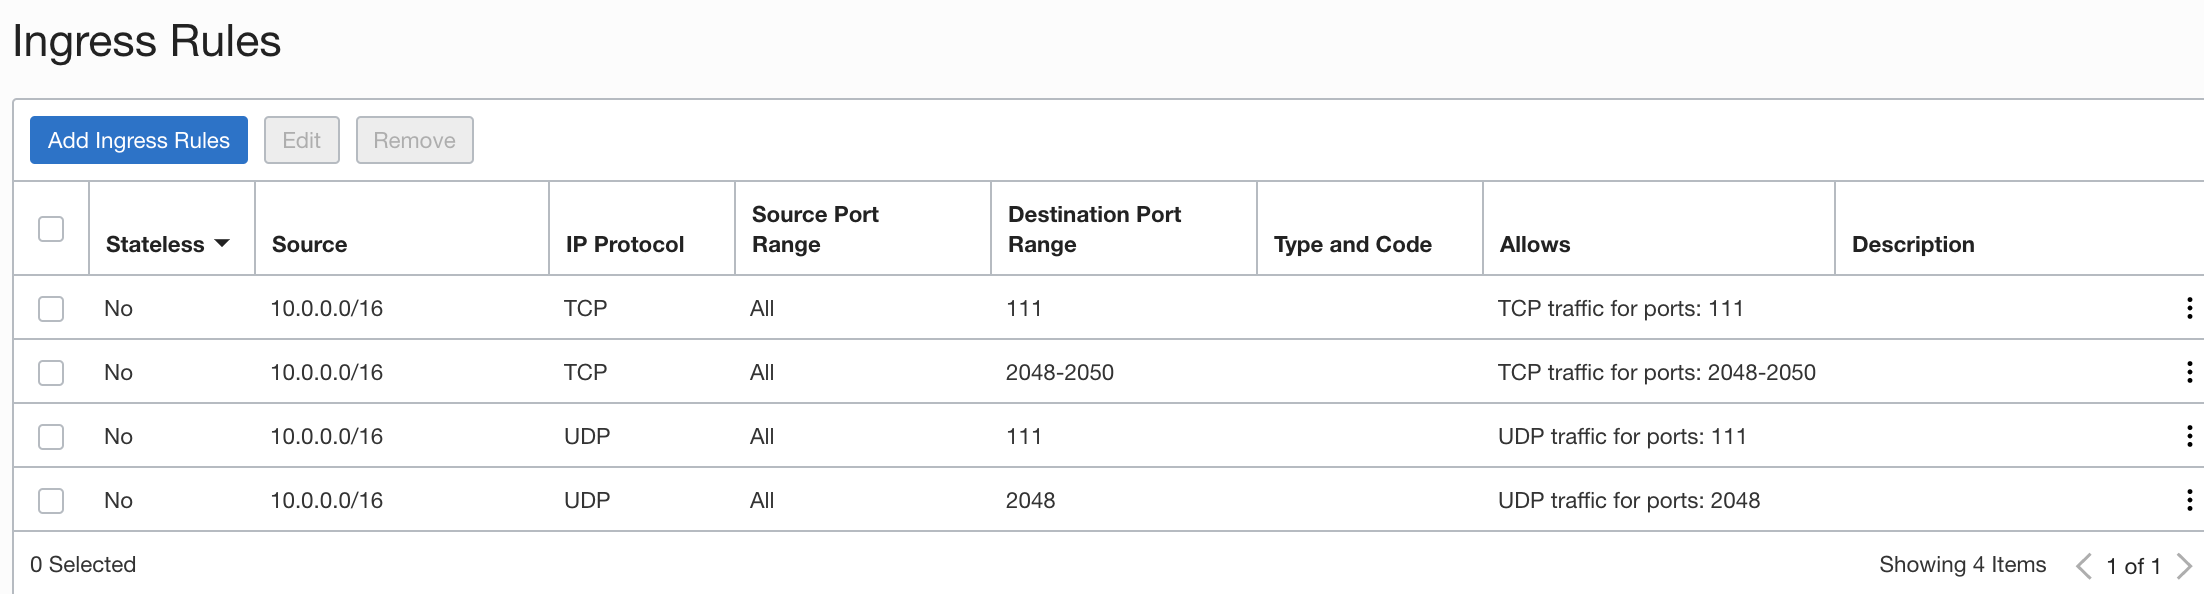 Ingress Rules
Add Ingress Rules Edit Remove
Stateless Source IP Protocol Source Port Range Destination Port Range Type and Code Allows Description
No 10.0.0.0/16 TCP All 111 TCP traffic for ports: 111
No 10.0.0.0/16 TCP All 2048-2050 TCP traffic for ports: 2048-2050
No 10.0.0.0/16 UDP All 111 UDP traffic for ports: 111
No 10.0.0.0/16 UDP All 2048 UDP traffic for ports: 2048
0 Selected Showing 4 Items 1 of 1